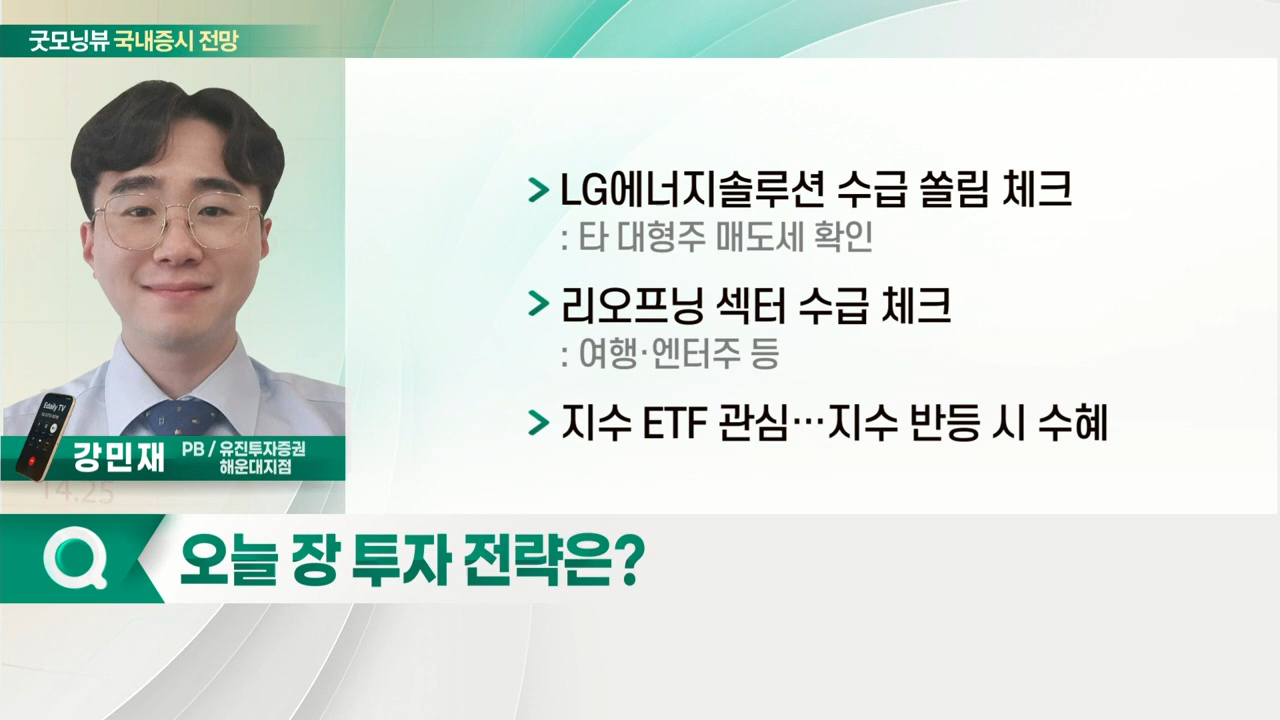 굿모닝뷰 국내증시 전망
> LG에너지솔루션 수급 쏠림 체크
: 타 대형주 매도세 확인
> 리오프닝 섹터 수급 체크
: 여행·엔터주 등
> 지수 ETF 관심…지수 반등 시 수혜
Edaily TV
강민재 PB / 유진투자증권
해운대지점
14.25
Q 오늘 장 투자 전략은?